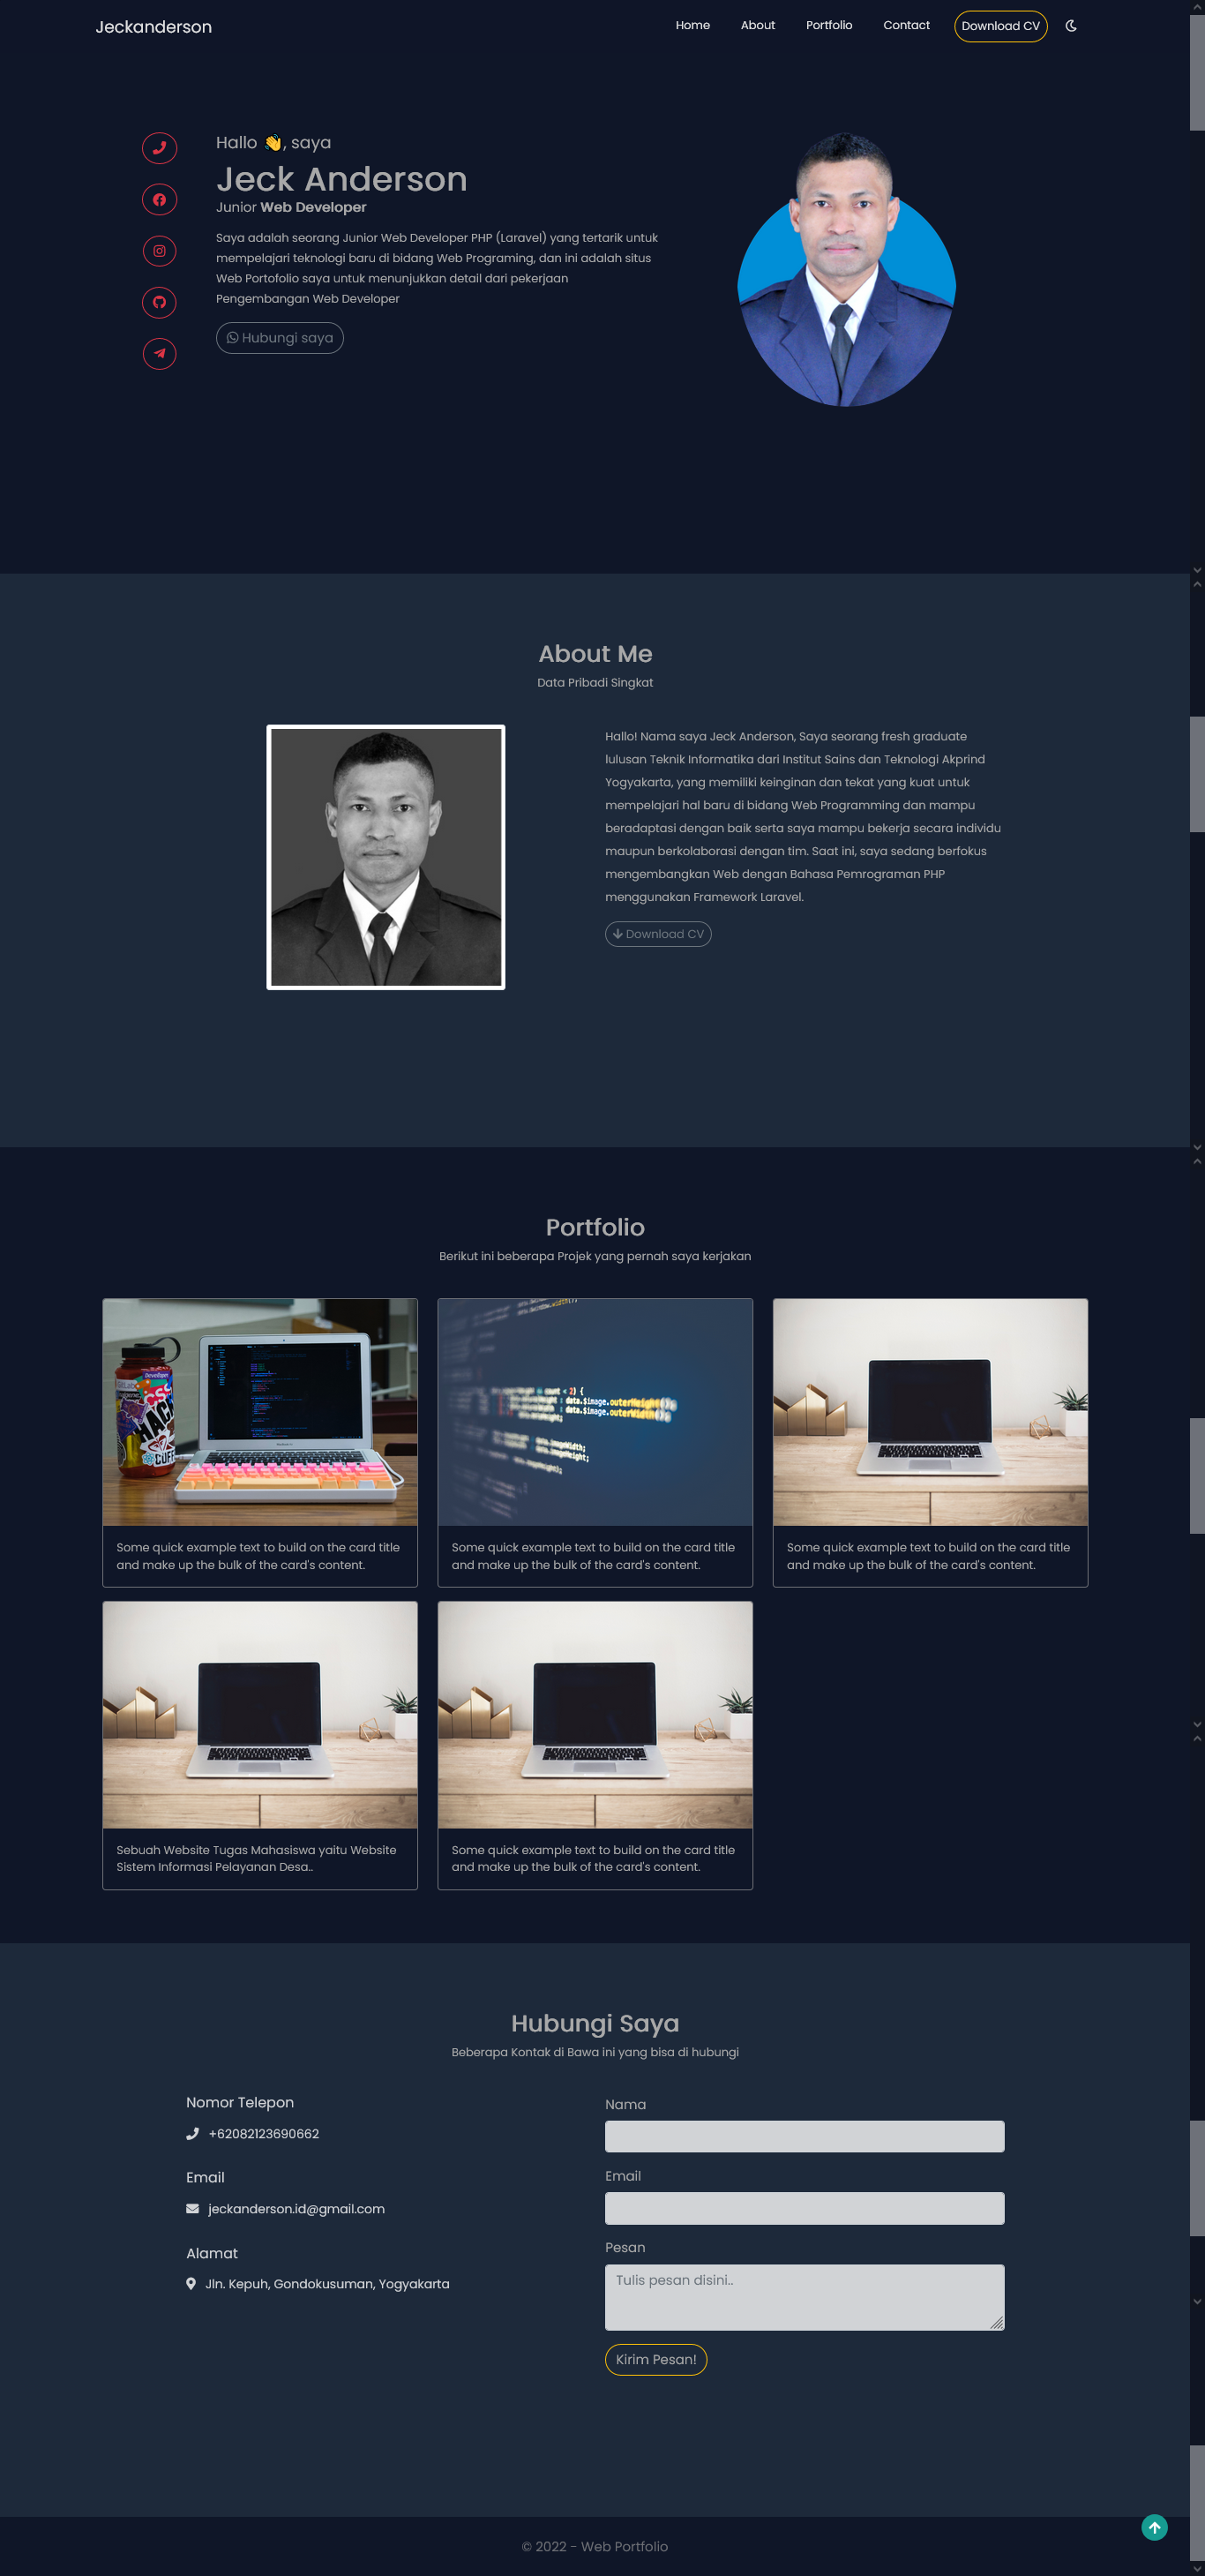 Jeckanderson
Home About Portfolio Contact Download CV
Hallo 👋, saya
Jeck Anderson
Junior Web Developer
Saya adalah seorang Junior Web Developer PHP (Laravel) yang tertarik untuk
mempelajari teknologi baru di bidang Web Programing, dan ini adalah situs
Web Portofolio saya untuk menunjukkan detail dari pekerjaan
Pengembangan Web Developer
Hubungi saya
About Me
Data Pribadi Singkat
Hallo! Nama saya Jeck Anderson, Saya seorang fresh graduate
lulusan Teknik Informatika dari Institut Sains dan Teknologi Akprind
Yogyakarta, yang memiliki keinginan dan tekat yang kuat untuk
mempelajari hal baru di bidang Web Programming dan mampu
beradaptasi dengan baik serta saya mampu bekerja secara individu
maupun berkolaborasi dengan tim. Saat ini, saya sedang berfokus
mengembangkan Web dengan Bahasa Pemrograman PHP
menggunakan Framework Laravel.
Download CV
Portfolio
Berikut ini beberapa Projek yang pernah saya kerjakan
Developer
CSS
HACK
CUFF
count < 2) {
data.$image.outerHeight();
data.$image.outerWidth();
Some quick example text to build on the card title
and make up the bulk of the card's content.
Some quick example text to build on the card title
and make up the bulk of the card's content.
Some quick example text to build on the card title
and make up the bulk of the card's content.
Sebuah Website Tugas Mahasiswa yaitu Website
Sistem Informasi Pelayanan Desa..
Some quick example text to build on the card title
and make up the bulk of the card's content.
Hubungi Saya
Beberapa Kontak di Bawa ini yang bisa di hubungi
Nomor Telepon
+62082123690662
Email
jeckanderson.id@gmail.com
Alamat
Jln. Kepuh, Gondokusuman, Yogyakarta
Nama
Email
Pesan
Tulis pesan disini..
Kirim Pesan!
© 2022 - Web Portfolio